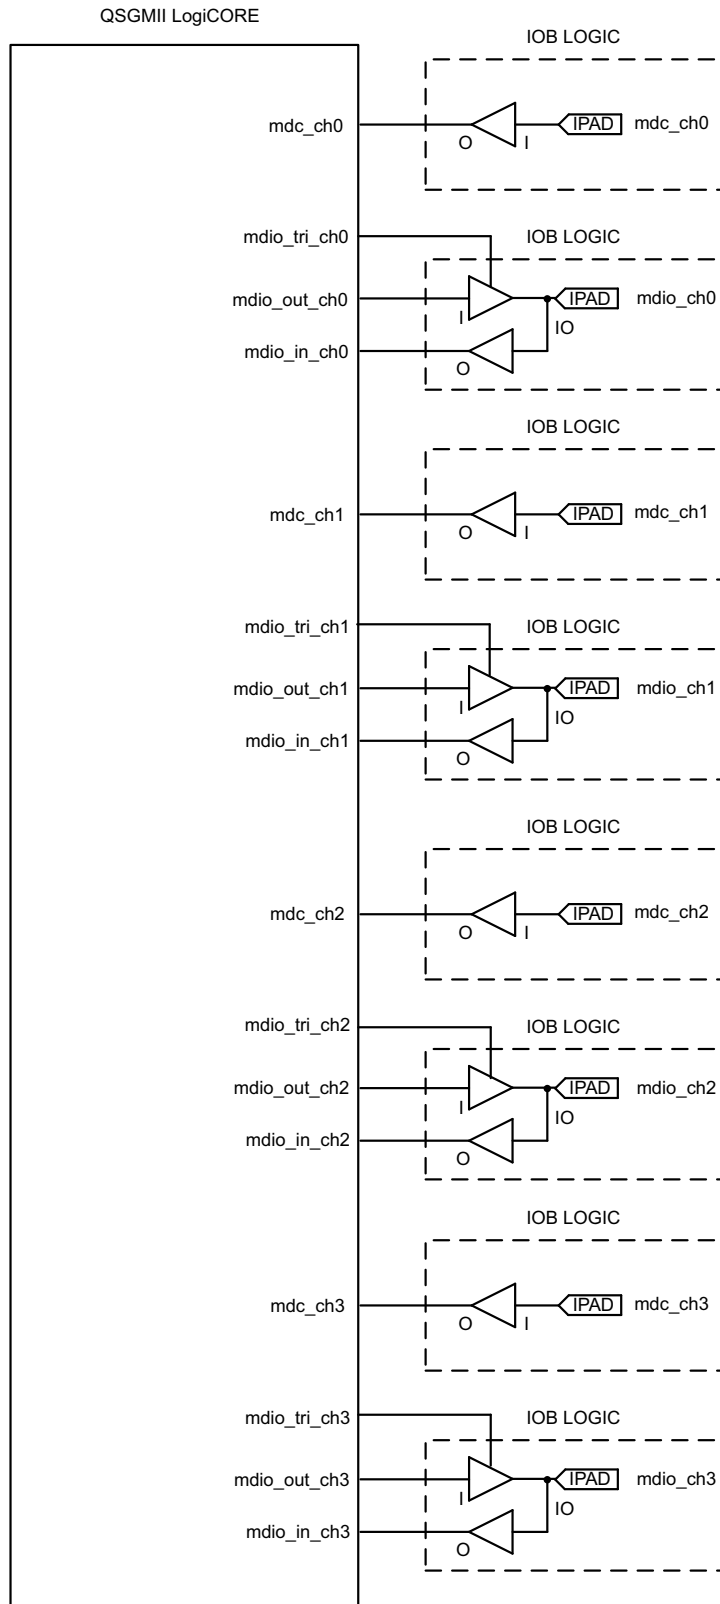 QSGMII LogiCORE
IOB LOGIC
mdc_ch0
O
I
IPAD
mdc_ch0
mdio_tri_ch0
IOB LOGIC
mdio_out_ch0
I
IPAD
mdio_ch0
IO
mdio_in_ch0
O
IOB LOGIC
mdc_ch1
O
I
IPAD
mdc_ch1
mdio_tri_ch1
IOB LOGIC
mdio_out_ch1
I
IPAD
mdio_ch1
IO
mdio_in_ch1
O
IOB LOGIC
mdc_ch2
O
I
IPAD
mdc_ch2
mdio_tri_ch2
IOB LOGIC
mdio_out_ch2
I
IPAD
mdio_ch2
IO
mdio_in_ch2
O
IOB LOGIC
mdc_ch3
O
I
IPAD
mdc_ch3
mdio_tri_ch3
IOB LOGIC
mdio_out_ch3
I
IPAD
mdio_ch3
IO
mdio_in_ch3
O